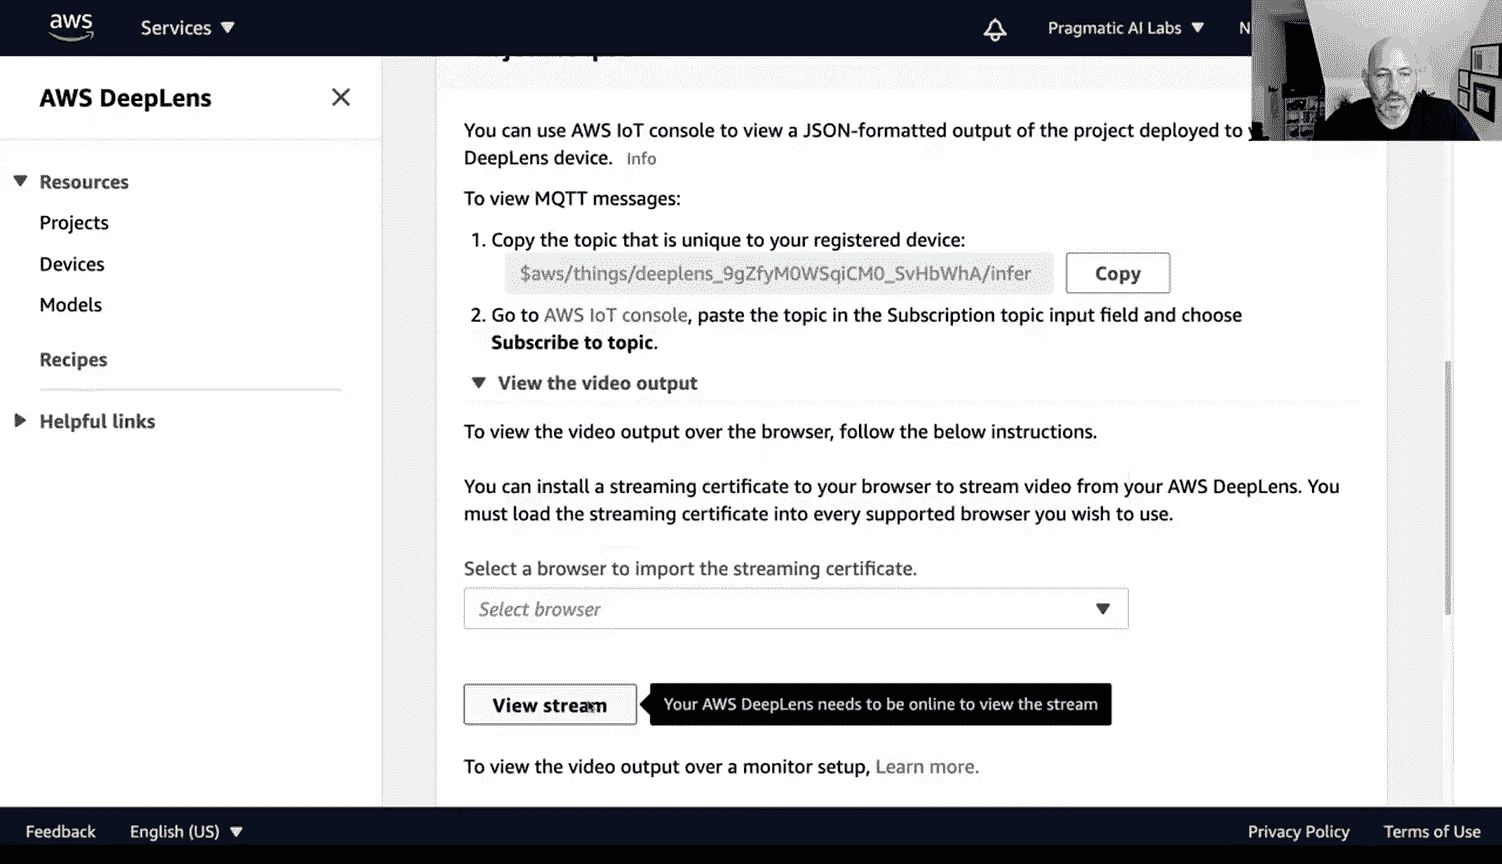 aws
Services
Pragmatic AI Labs
N
AWS DeepLens
Resources
Projects
Devices
Models
Recipes
Helpful links
You can use AWS IoT console to view a JSON-formatted output of the project deployed to
DeepLens device. Info
To view MQTT messages:
1. Copy the topic that is unique to your registered device:
$aws/things/deeplens_9gZfyM0WSqiCM0_SvHbWhA/infer
Copy
2. Go to AWS IoT console, paste the topic in the Subscription topic input field and choose
Subscribe to topic.
View the video output
To view the video output over the browser, follow the below instructions.
You can install a streaming certificate to your browser to stream video from your AWS DeepLens. You
must load the streaming certificate into every supported browser you wish to use.
Select a browser to import the streaming certificate.
Select browser
View stream
Your AWS DeepLens needs to be online to view the stream
To view the video output over a monitor setup, Learn more.
Feedback
English (US)
Privacy Policy
Terms of Use